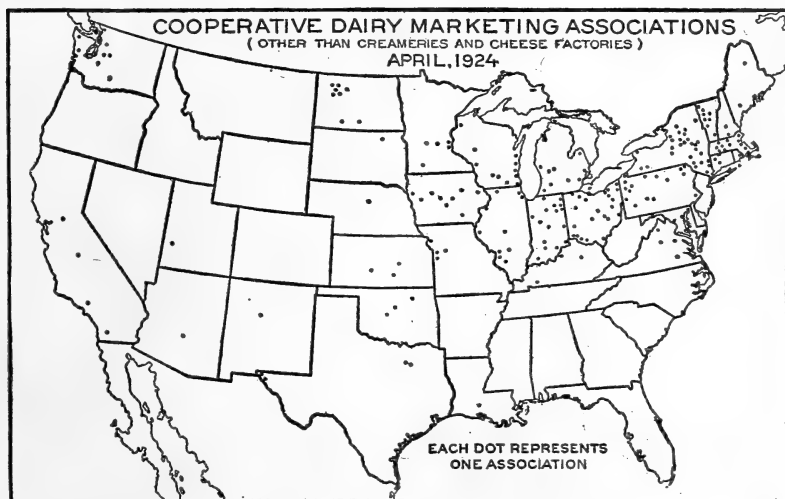 COOPERATIVE DAIRY MARKETING ASSOCIATIONS
(OTHER THAN CREAMERIES AND CHEESE FACTORIES)
APRIL, 1924
EACH DOT REPRESENTS
ONE ASSOCIATION